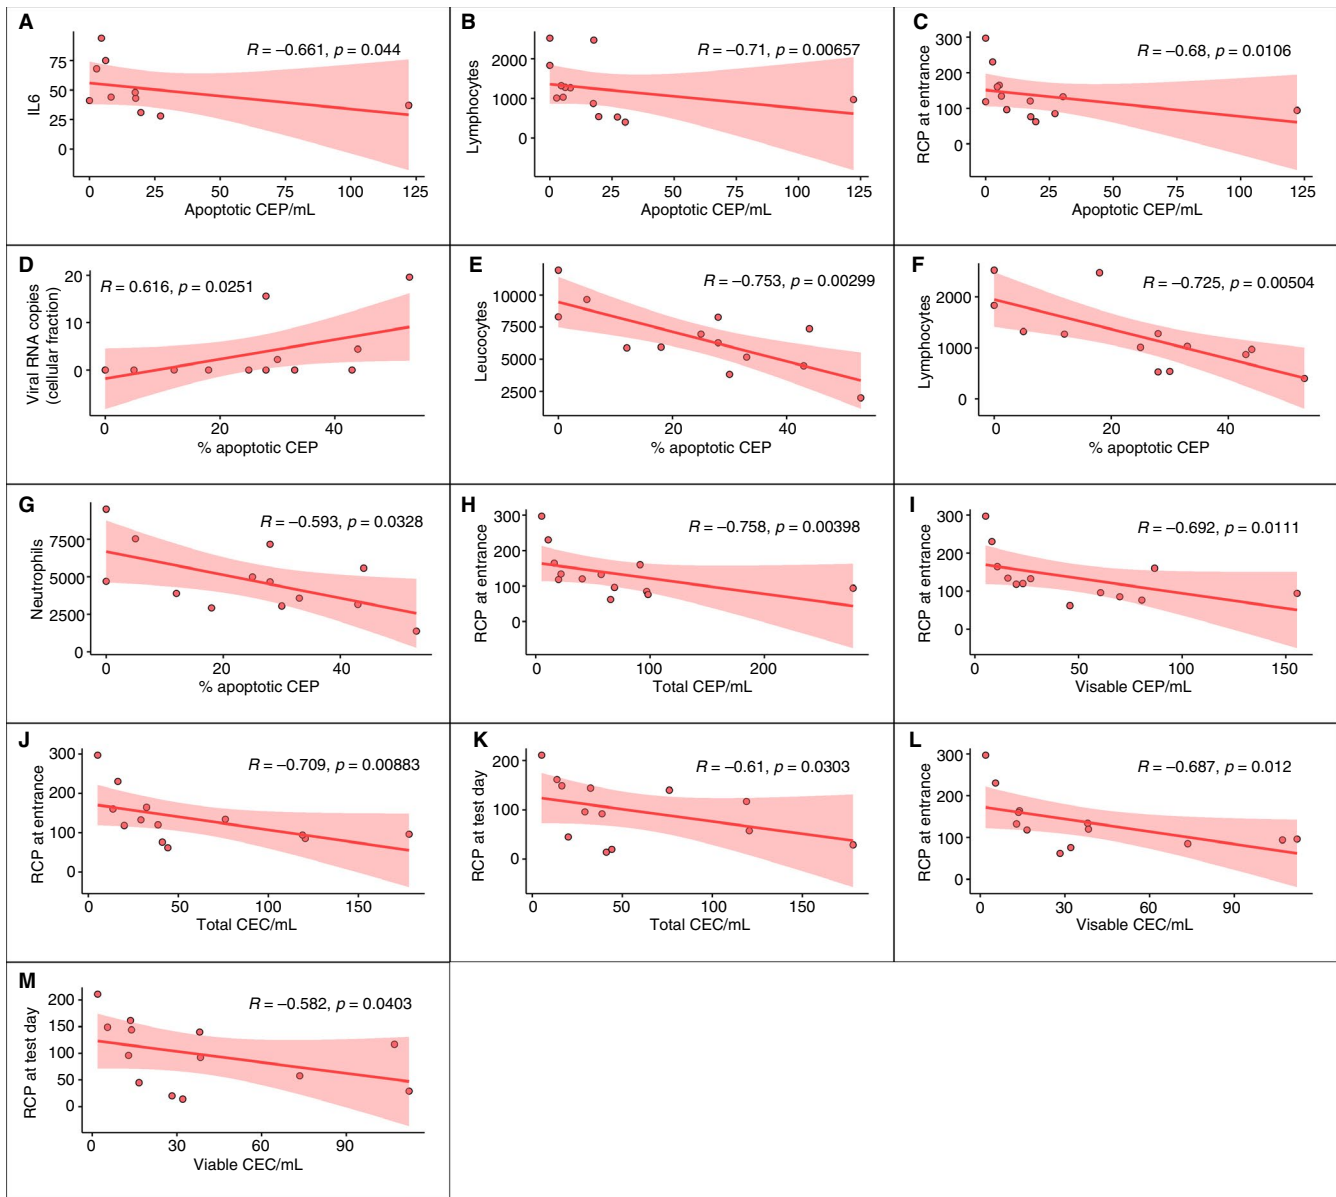 A
R = −0.661, p = 0.044
IL6
75
50
25
0
0 25 50 75 100 125
Apoptotic CEP/mL
B
R = −0.71, p = 0.00657
Lymphocytes
2000
1000
0
0 25 50 75 100 125
Apoptotic CEP/mL
C
R = −0.68, p = 0.0106
RCP at entrance
300
200
100
0
0 25 50 75 100 125
Apoptotic CEP/mL
D
R = 0.616, p = 0.0251
Viral RNA copies
(cellular fraction)
20
10
0
0 20 40
% apoptotic CEP
E
R = −0.753, p = 0.00299
Leucocytes
10000
7500
5000
2500
0 20 40
% apoptotic CEP
F
R = −0.725, p = 0.00504
Lymphocytes
2000
1000
0
20 40
0
% apoptotic CEP
G
R = −0.593, p = 0.0328
Neutrophils
7500
5000
2500
0
0 20 40
% apoptotic CEP
H
R = −0.758, p = 0.00398
RCP at entrance
300
200
100
0
0 100 200
Total CEP/mL
I
R = −0.692, p = 0.0111
RCP at entrance
300
200
100
0
0 50 100 150
Visable CEP/mL
J
R = −0.709, p = 0.00883
RCP at entrance
300
200
100
0
0 50 100 150
Total CEC/mL
K
R = −0.61, p = 0.0303
RCP at test day
200
100
0
0 50 100 150
Total CEC/mL
L
R = −0.687, p = 0.012
RCP at entrance
300
200
100
0
0 30 60 90
Visable CEC/mL
M
R = −0.582, p = 0.0403
RCP at test day
200
150
100
50
0
0 30 60 90
Viable CEC/mL